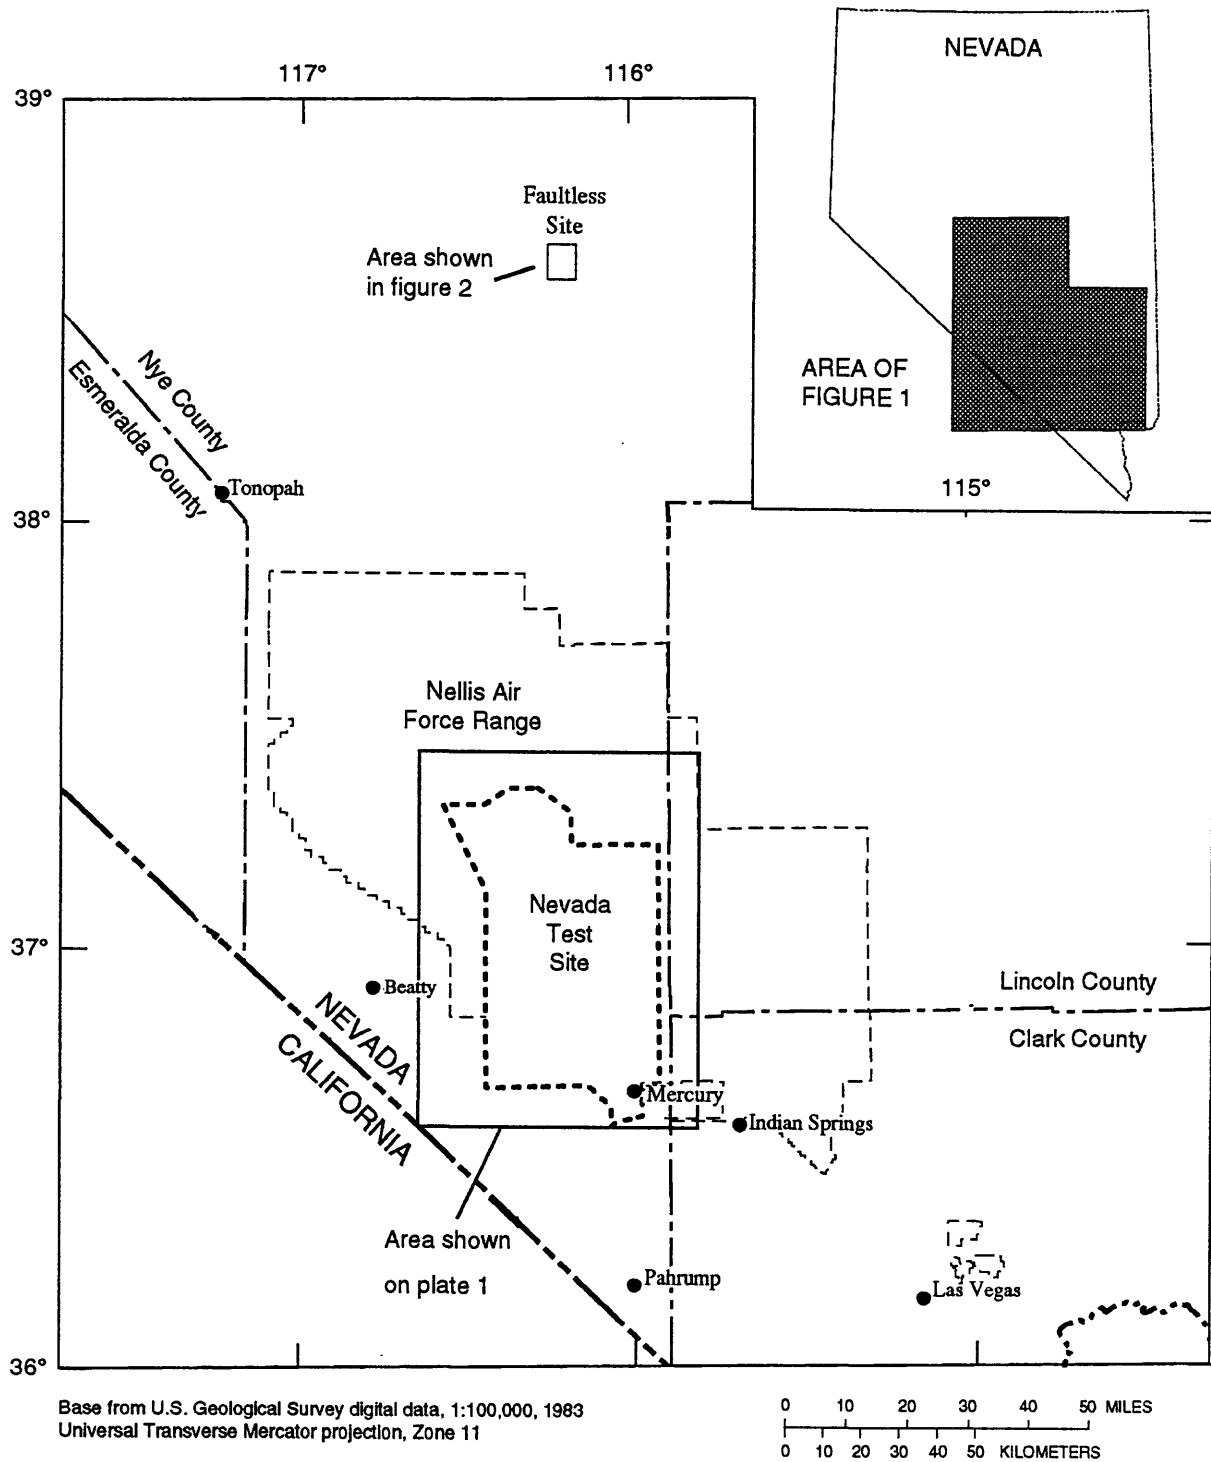 NEVADA
117°
116°
39°
Faultless
Site
Area shown
in figure 2
AREA OF
FIGURE 1
Nye County
Esmeralda County
Tonopah
115°
38°
Nellis Air
Force Range
Nevada
Test
Site
37°
Beatty
Lincoln County
Clark County
NEVADA
CALIFORNIA
Mercury
Indian Springs
Area shown
on plate 1
Pahrump
Las Vegas
36°
Base from U.S. Geological Survey digital data, 1:100,000, 1983
Universal Transverse Mercator projection, Zone 11
0 10 20 30 40 50 MILES
0 10 20 30 40 50 KILOMETERS